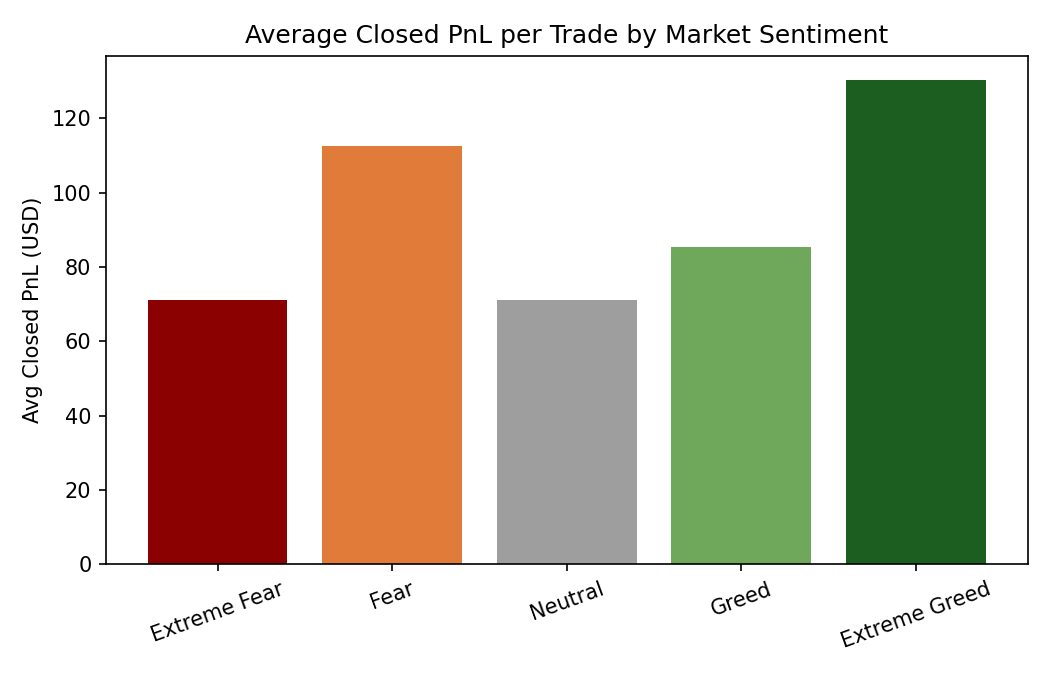 Average Closed PnL per Trade by Market Sentiment
Avg Closed PnL (USD)
120
100
80
60
40
20
0
Extreme Fear
Fear
Neutral
Greed
Extreme Greed